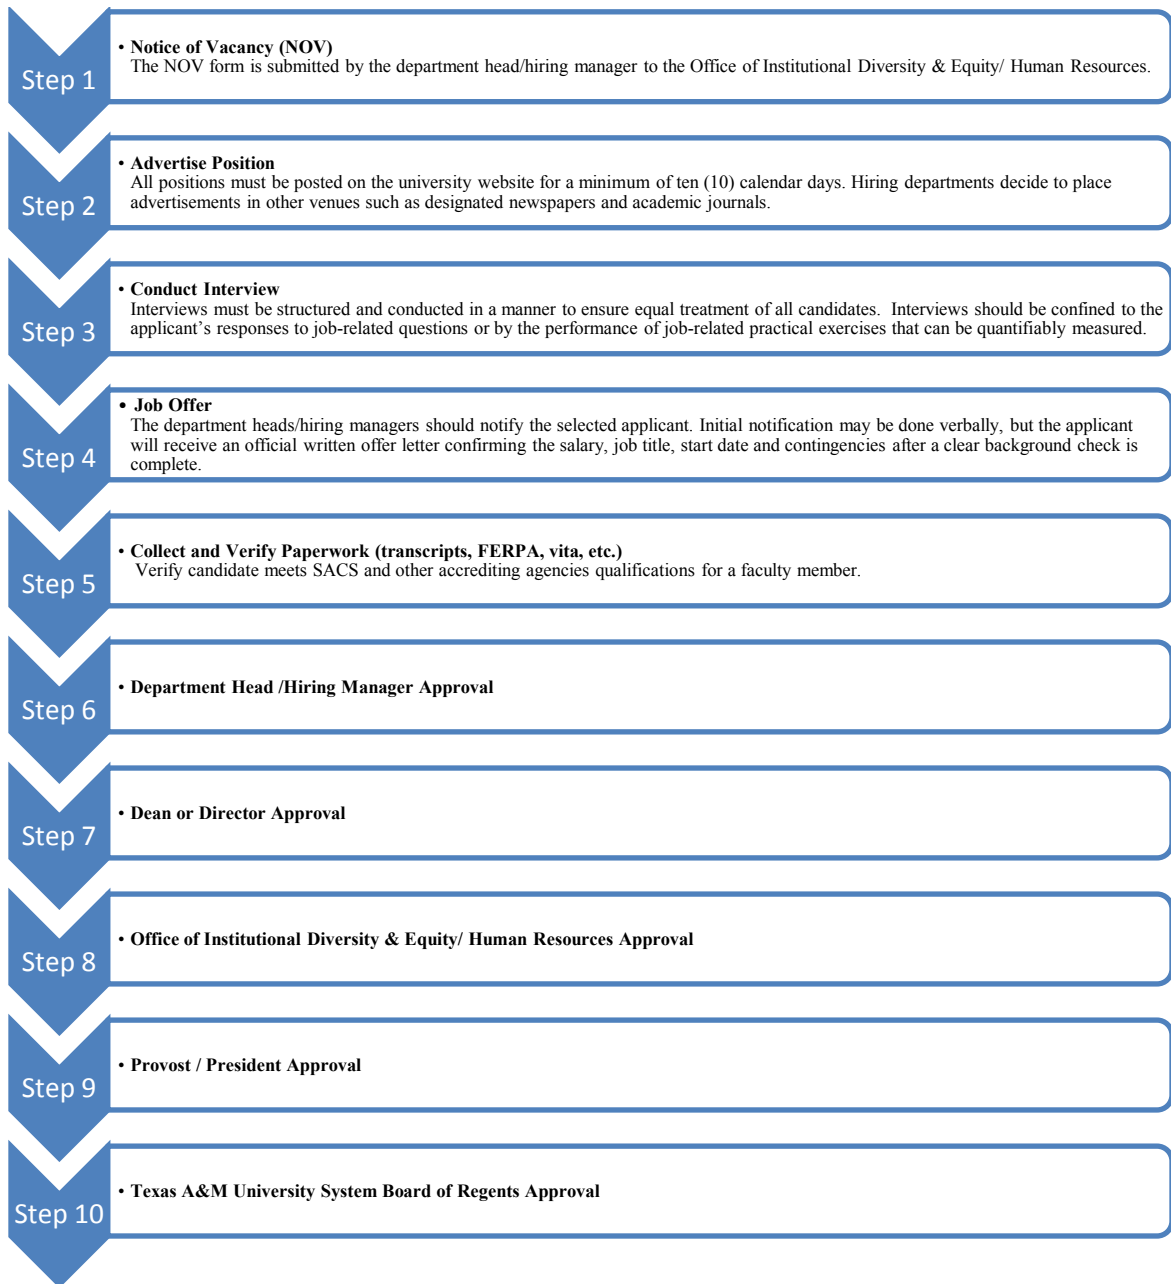 Step 1
• Notice of Vacancy (NOV)
The NOV form is submitted by the department head/hiring manager to the Office of Institutional Diversity & Equity/ Human Resources.
Step 2
• Advertise Position
All positions must be posted on the university website for a minimum of ten (10) calendar days. Hiring departments decide to place
advertisements in other venues such as designated newspapers and academic journals.
Step 3
• Conduct Interview
Interviews must be structured and conducted in a manner to ensure equal treatment of all candidates. Interviews should be confined to the
applicant’s responses to job-related questions or by the performance of job-related practical exercises that can be quantifiably measured.
Step 4
• Job Offer
The department heads/hiring managers should notify the selected applicant. Initial notification may be done verbally, but the applicant
will receive an official written offer letter confirming the salary, job title, start date and contingencies after a clear background check is
complete.
Step 5
• Collect and Verify Paperwork (transcripts, FERPA, vita, etc.)
Verify candidate meets SACS and other accrediting agencies qualifications for a faculty member.
Step 6
• Department Head /Hiring Manager Approval
Step 7
• Dean or Director Approval
Step 8
• Office of Institutional Diversity & Equity/ Human Resources Approval
Step 9
• Provost / President Approval
Step 10
• Texas A&M University System Board of Regents Approval